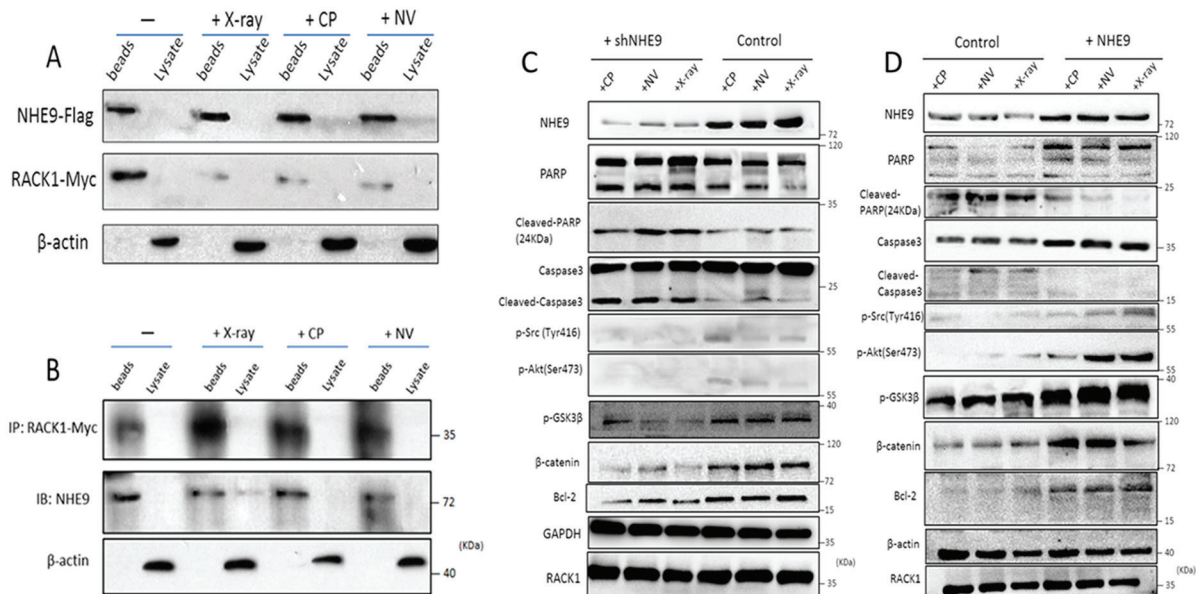 A
— + X-ray + CP + NV
beads Lysate beads Lysate beads Lysate beads Lysate
NHE9-Flag
RACK1-Myc
β-actin
B
— + X-ray + CP + NV
beads Lysate beads Lysate beads Lysate beads Lysate
IP: RACK1-Myc 35
IB: NHE9 72
(KDa)
β-actin 40
C
+ shNHE9 Control
+CP +NV +X-ray +CP +NV +X-ray
NHE9 72
120
PARP
35
Cleaved-PARP
(24KDa)
Caspase3
25
Cleaved-Caspase3
p-Src (Tyr416)
55
p-Akt(Ser473)
55
40
p-GSK3β
120
β-catenin
72
Bcl-2
15
GAPDH
35
(KDa)
RACK1 35
D
Control + NHE9
+CP +NV +X-ray +CP +NV +X-ray
NHE9 72
120
PARP
25
Cleaved-
PARP(24KDa)
Caspase3 35
Cleaved-
Caspase3
15
p-Src(Tyr416)
55
p-Akt(Ser473)
55
40
p-GSK3β
120
β-catenin
72
Bcl-2
15
β-actin 40
(KDa)
RACK1 35